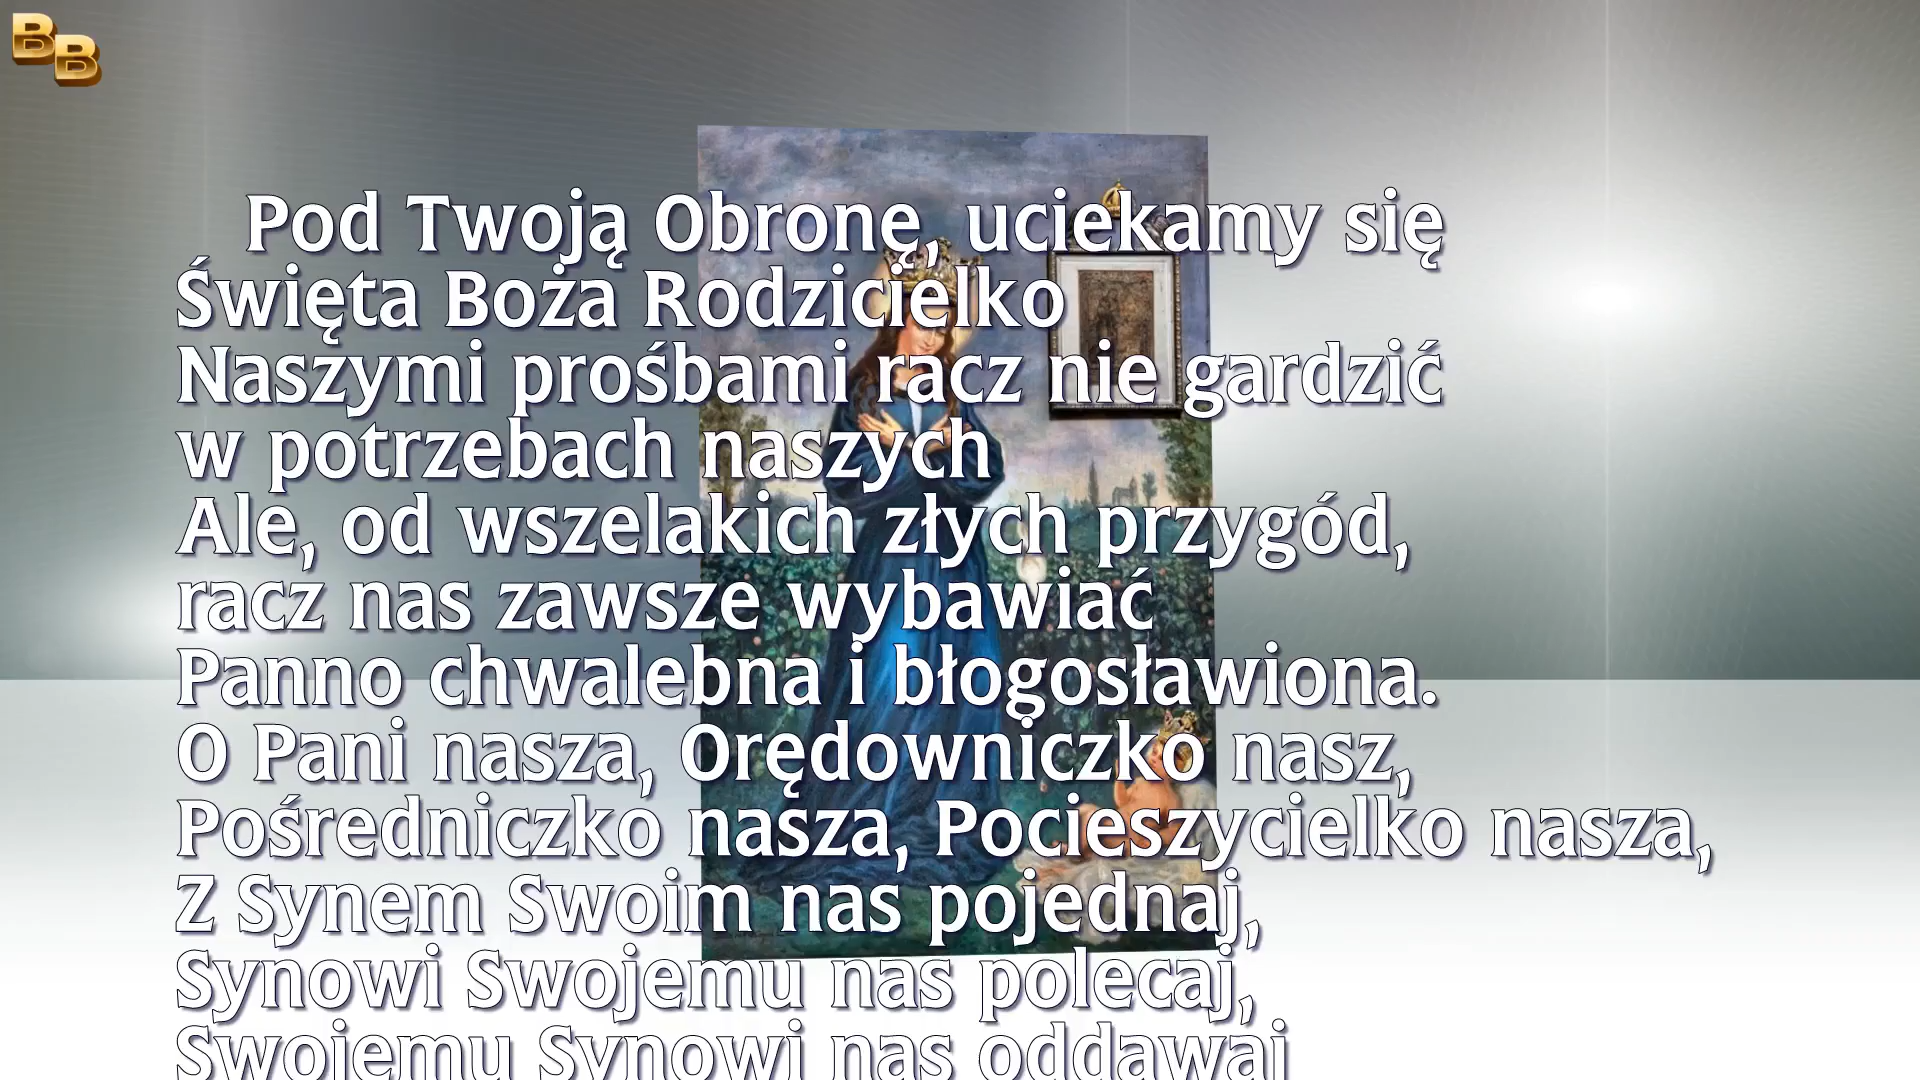 BB
Pod Twoją Obronę, uciekamy się
Święta Boża Rodzicielko
Naszymi prośbami racz nie gardzić
w potrzebach naszych
Ale, od wszelakich złych przygód,
racz nas zawsze wybawiać
Panno chwalebna i błogosławiona.
O Pani nasza, Orędowniczko nasz,
Pośredniczko nasza, Pocieszycielko nasza,
Z Synem Swoim nas pojednaj,
Synowi Swojemu nas polecaj,
Swojemu Synowi nas oddawaj